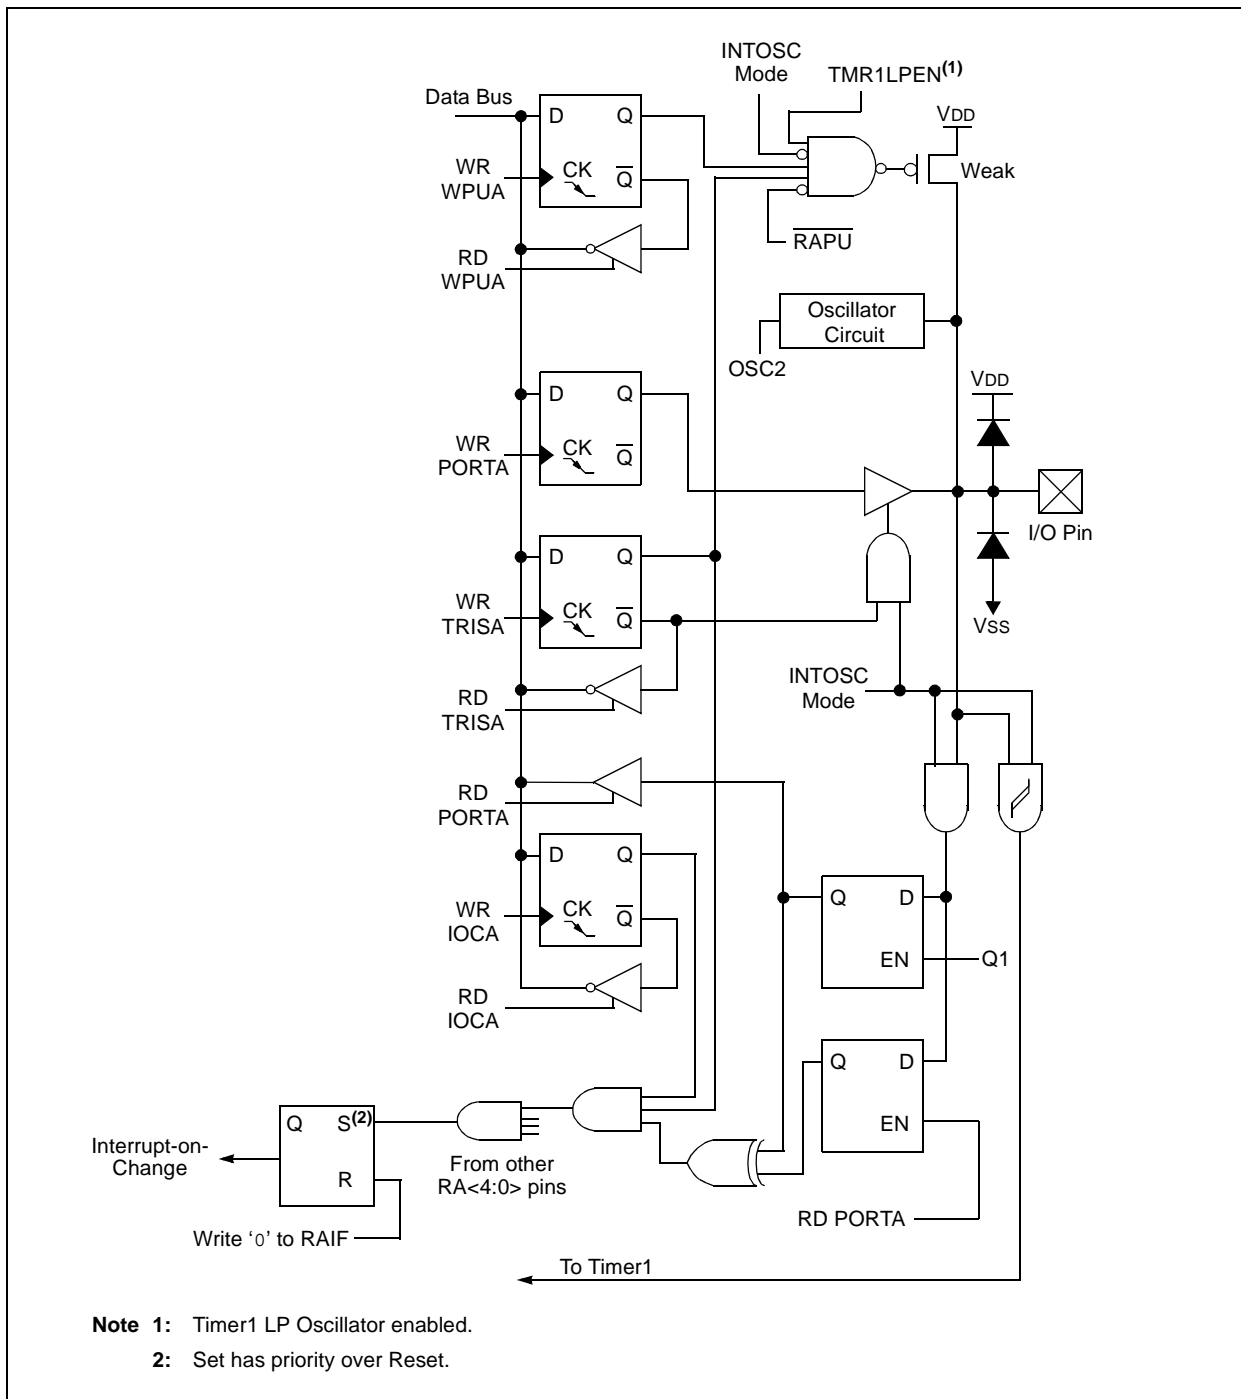 INTOSC
Mode
TMR1LPEN(1)
Data Bus
D
Q
VDD
WR
WPUA
CK
Q
Weak
RAPU
RD
WPUA
Oscillator
Circuit
OSC2
VDD
D
Q
WR
PORTA
CK
Q
I/O Pin
D
Q
WR
TRISA
CK
Q
VSS
INTOSC
Mode
RD
TRISA
RD
PORTA
D
Q
WR
IOCA
CK
Q
Q
D
EN
Q1
RD
IOCA
Q
D
EN
Q
S(2)
R
Interrupt-on-
Change
From other
RA<4:0> pins
RD PORTA
Write ‘0’ to RAIF
To Timer1
Note 1: Timer1 LP Oscillator enabled.
2: Set has priority over Reset.